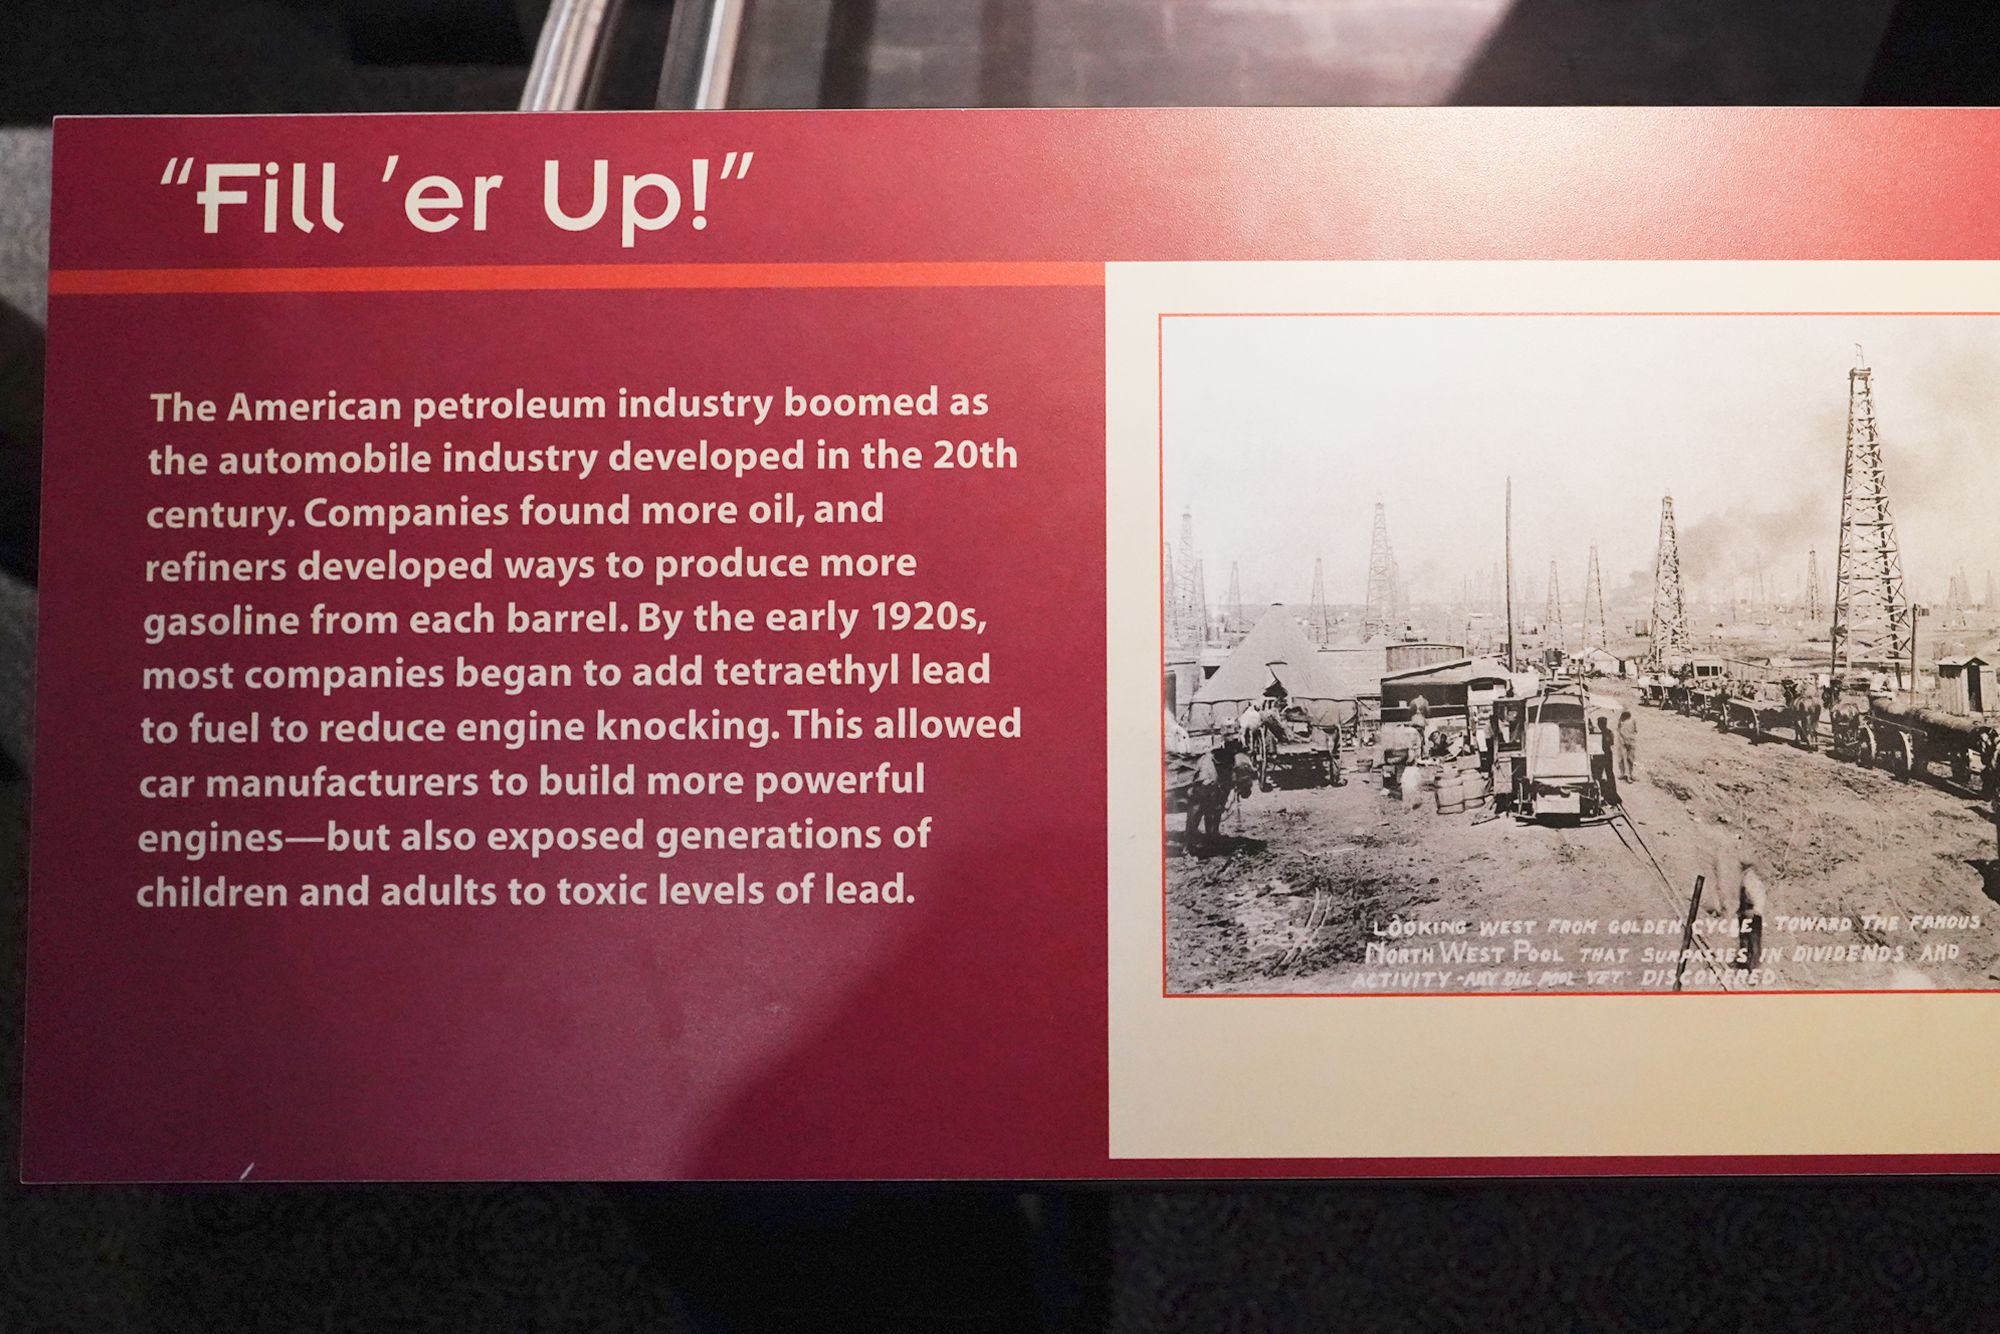 “Fill ’er Up!”
The American petroleum industry boomed as
the automobile industry developed in the 20th
century. Companies found more oil, and
refiners developed ways to produce more
gasoline from each barrel. By the early 1920s,
most companies began to add tetraethyl lead
to fuel to reduce engine knocking. This allowed
car manufacturers to build more powerful
engines—but also exposed generations of
children and adults to toxic levels of lead.
LOOKING WEST FROM GOLDEN CYCLE TOWARD THE FAMOUS
NORTH WEST POOL THAT SURPASSES IN DIVIDENDS AND
ACTIVITY-ANY OIL POOL YET DISCOVERED